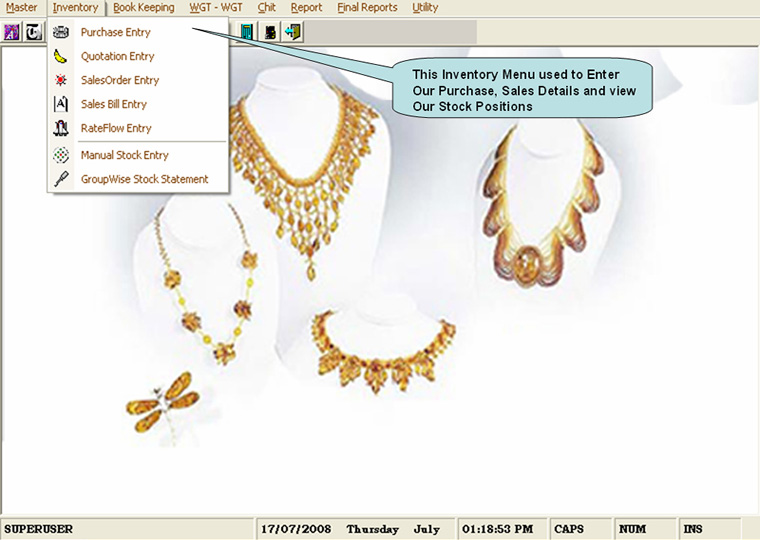 Master Inventory Book Keeping WGT - WGT Chit Report Final Reports Utility
Purchase Entry
Quotation Entry
SalesOrder Entry
Sales Bill Entry
RateFlow Entry
Manual Stock Entry
GroupWise Stock Statement
This Inventory Menu used to Enter
Our Purchase, Sales Details and view
Our Stock Positions
SUPERUSER 17/07/2008 Thursday July 01:18:53 PM CAPS NUM INS